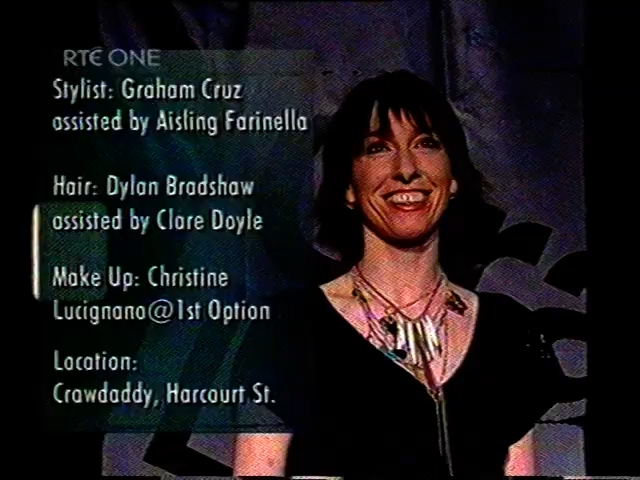 RTÉ ONE
Stylist: Graham Cruz
assisted by Aisling Farinella
Hair: Dylan Bradshaw
assisted by Clare Doyle
Make Up: Christine
Lucignano@1st Option
Location:
Crawdaddy, Harcourt St.